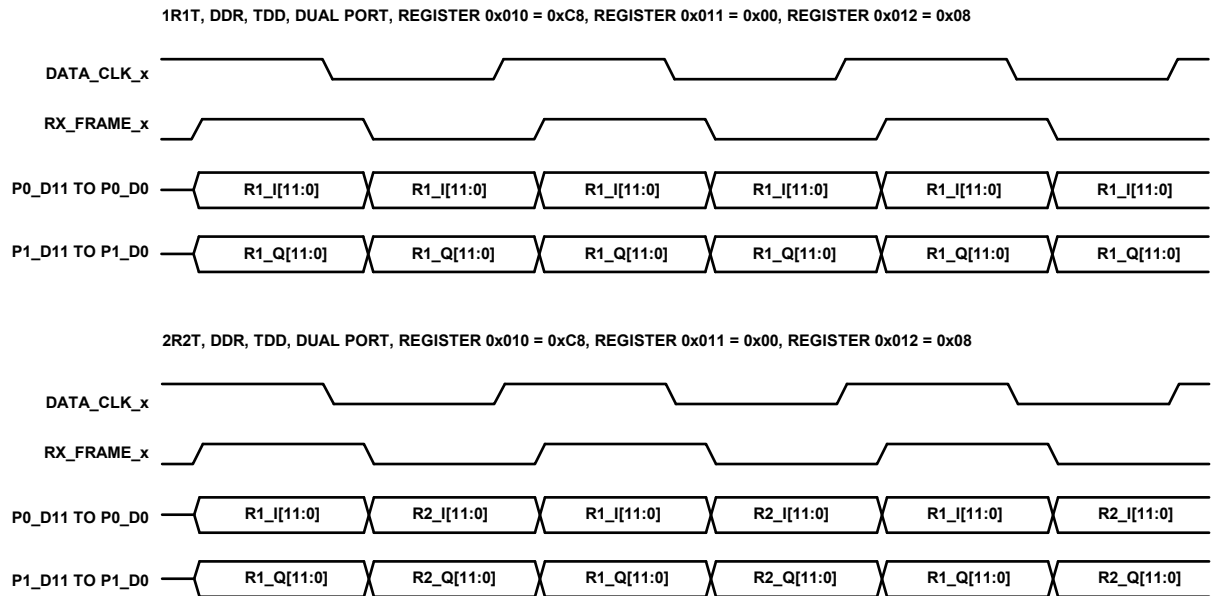 1R1T, DDR, TDD, DUAL PORT, REGISTER 0x010 = 0xC8, REGISTER 0x011 = 0x00, REGISTER 0x012 = 0x08
DATA_CLK_x
RX_FRAME_x
P0_D11 TO P0_D0 R1_I[11:0] R1_I[11:0] R1_I[11:0] R1_I[11:0] R1_I[11:0] R1_I[11:0]
P1_D11 TO P1_D0 R1_Q[11:0] R1_Q[11:0] R1_Q[11:0] R1_Q[11:0] R1_Q[11:0] R1_Q[11:0]
2R2T, DDR, TDD, DUAL PORT, REGISTER 0x010 = 0xC8, REGISTER 0x011 = 0x00, REGISTER 0x012 = 0x08
DATA_CLK_x
RX_FRAME_x
P0_D11 TO P0_D0 R1_I[11:0] R2_I[11:0] R1_I[11:0] R2_I[11:0] R1_I[11:0] R2_I[11:0]
P1_D11 TO P1_D0 R1_Q[11:0] R2_Q[11:0] R1_Q[11:0] R2_Q[11:0] R1_Q[11:0] R2_Q[11:0]